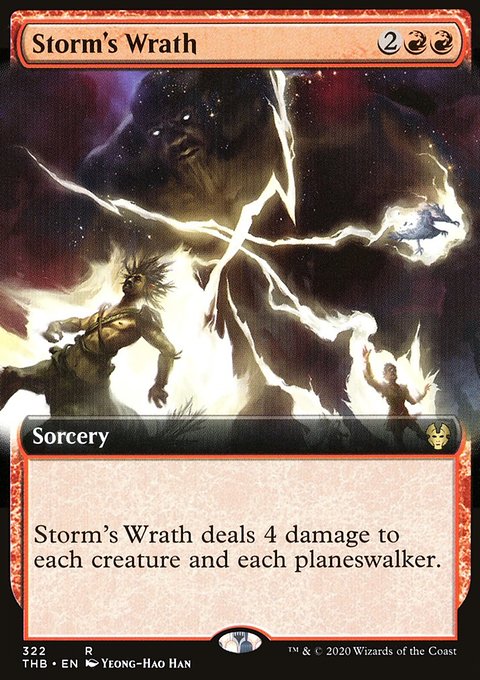 Storm's Wrath 2
Sorcery
Storm's Wrath deals 4 damage to
each creature and each planeswalker.
322 R
THB • EN Yeong-Hao Han
™ & © 2020 Wizards of the Coast